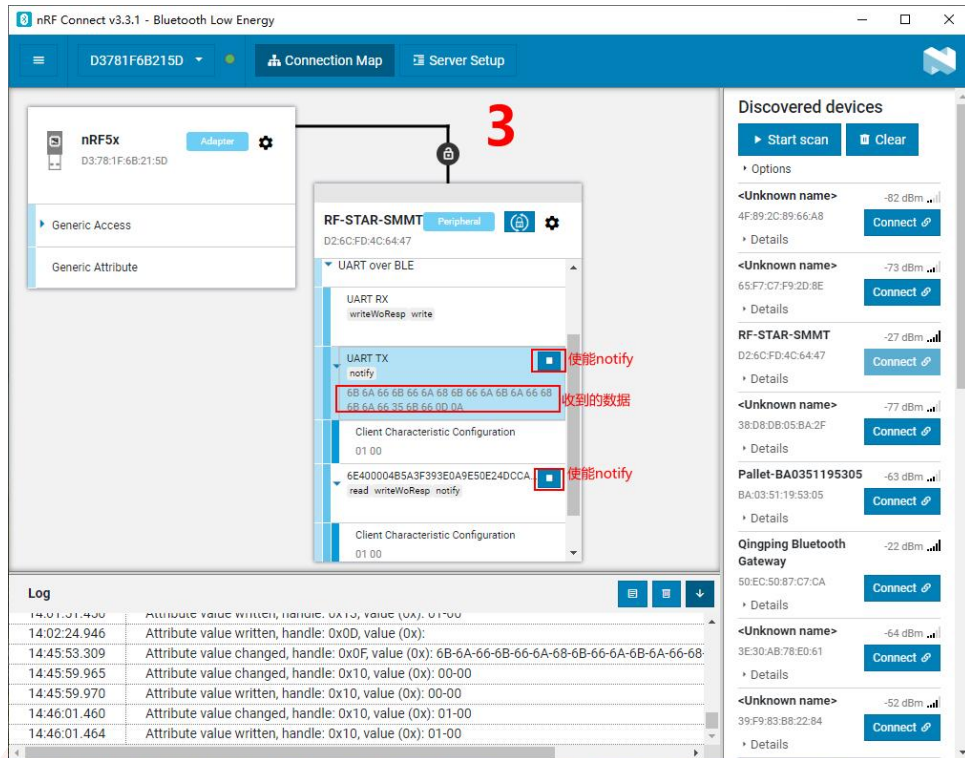 nRF Connect v3.3.1 - Bluetooth Low Energy
D3781F6B215D
Connection Map
Server Setup
3
nRF5x
Adapter
D3:78:1F:6B:21:5D
Generic Access
Generic Attribute
RF-STAR-SMMT
Peripheral
D2:6C:FD:4C:64:47
UART over BLE
UART RX
writeWoResp write
UART TX
使能notify
notify
6B 6A 66 6B 66 6A 68 6B 66 6A 6B 6A 66 68
6B 6A 66 35 6B 66 0D 0A
收到的数据
Client Characteristic Configuration
01 00
6E400004B5A3F393E0A9E50E24DCCA...
使能notify
read writeWoResp notify
Client Characteristic Configuration
01 00
Discovered devices
Start scan
Clear
Options
<Unknown name>
-82 dBm
4F:89:2C:89:66:A8
Connect
Details
<Unknown name>
-73 dBm
65:F7:C7:F9:2D:8E
Connect
Details
RF-STAR-SMMT
-27 dBm
D2:6C:FD:4C:64:47
Connect
Details
<Unknown name>
-77 dBm
38:D8:DB:05:BA:2F
Connect
Details
Pallet-BA0351195305
-63 dBm
BA:03:51:19:53:05
Connect
Details
Qingping Bluetooth
Gateway
-22 dBm
50:EC:50:87:C7:CA
Connect
Details
<Unknown name>
-64 dBm
3E:30:AB:78:E0:61
Connect
Details
<Unknown name>
-52 dBm
39:F9:83:B8:22:84
Connect
Details
Log
14:01:51.450 Attribute value written, handle: 0x13, value (0x): 01-00
14:02:24.946 Attribute value written, handle: 0x0D, value (0x):
14:45:53.309 Attribute value changed, handle: 0x0F, value (0x): 6B-6A-66-6B-66-6A-68-6B-66-6A-6B-6A-66-68-
14:45:59.965 Attribute value changed, handle: 0x10, value (0x): 00-00
14:45:59.970 Attribute value written, handle: 0x10, value (0x): 00-00
14:46:01.460 Attribute value changed, handle: 0x10, value (0x): 01-00
14:46:01.464 Attribute value written, handle: 0x10, value (0x): 01-00